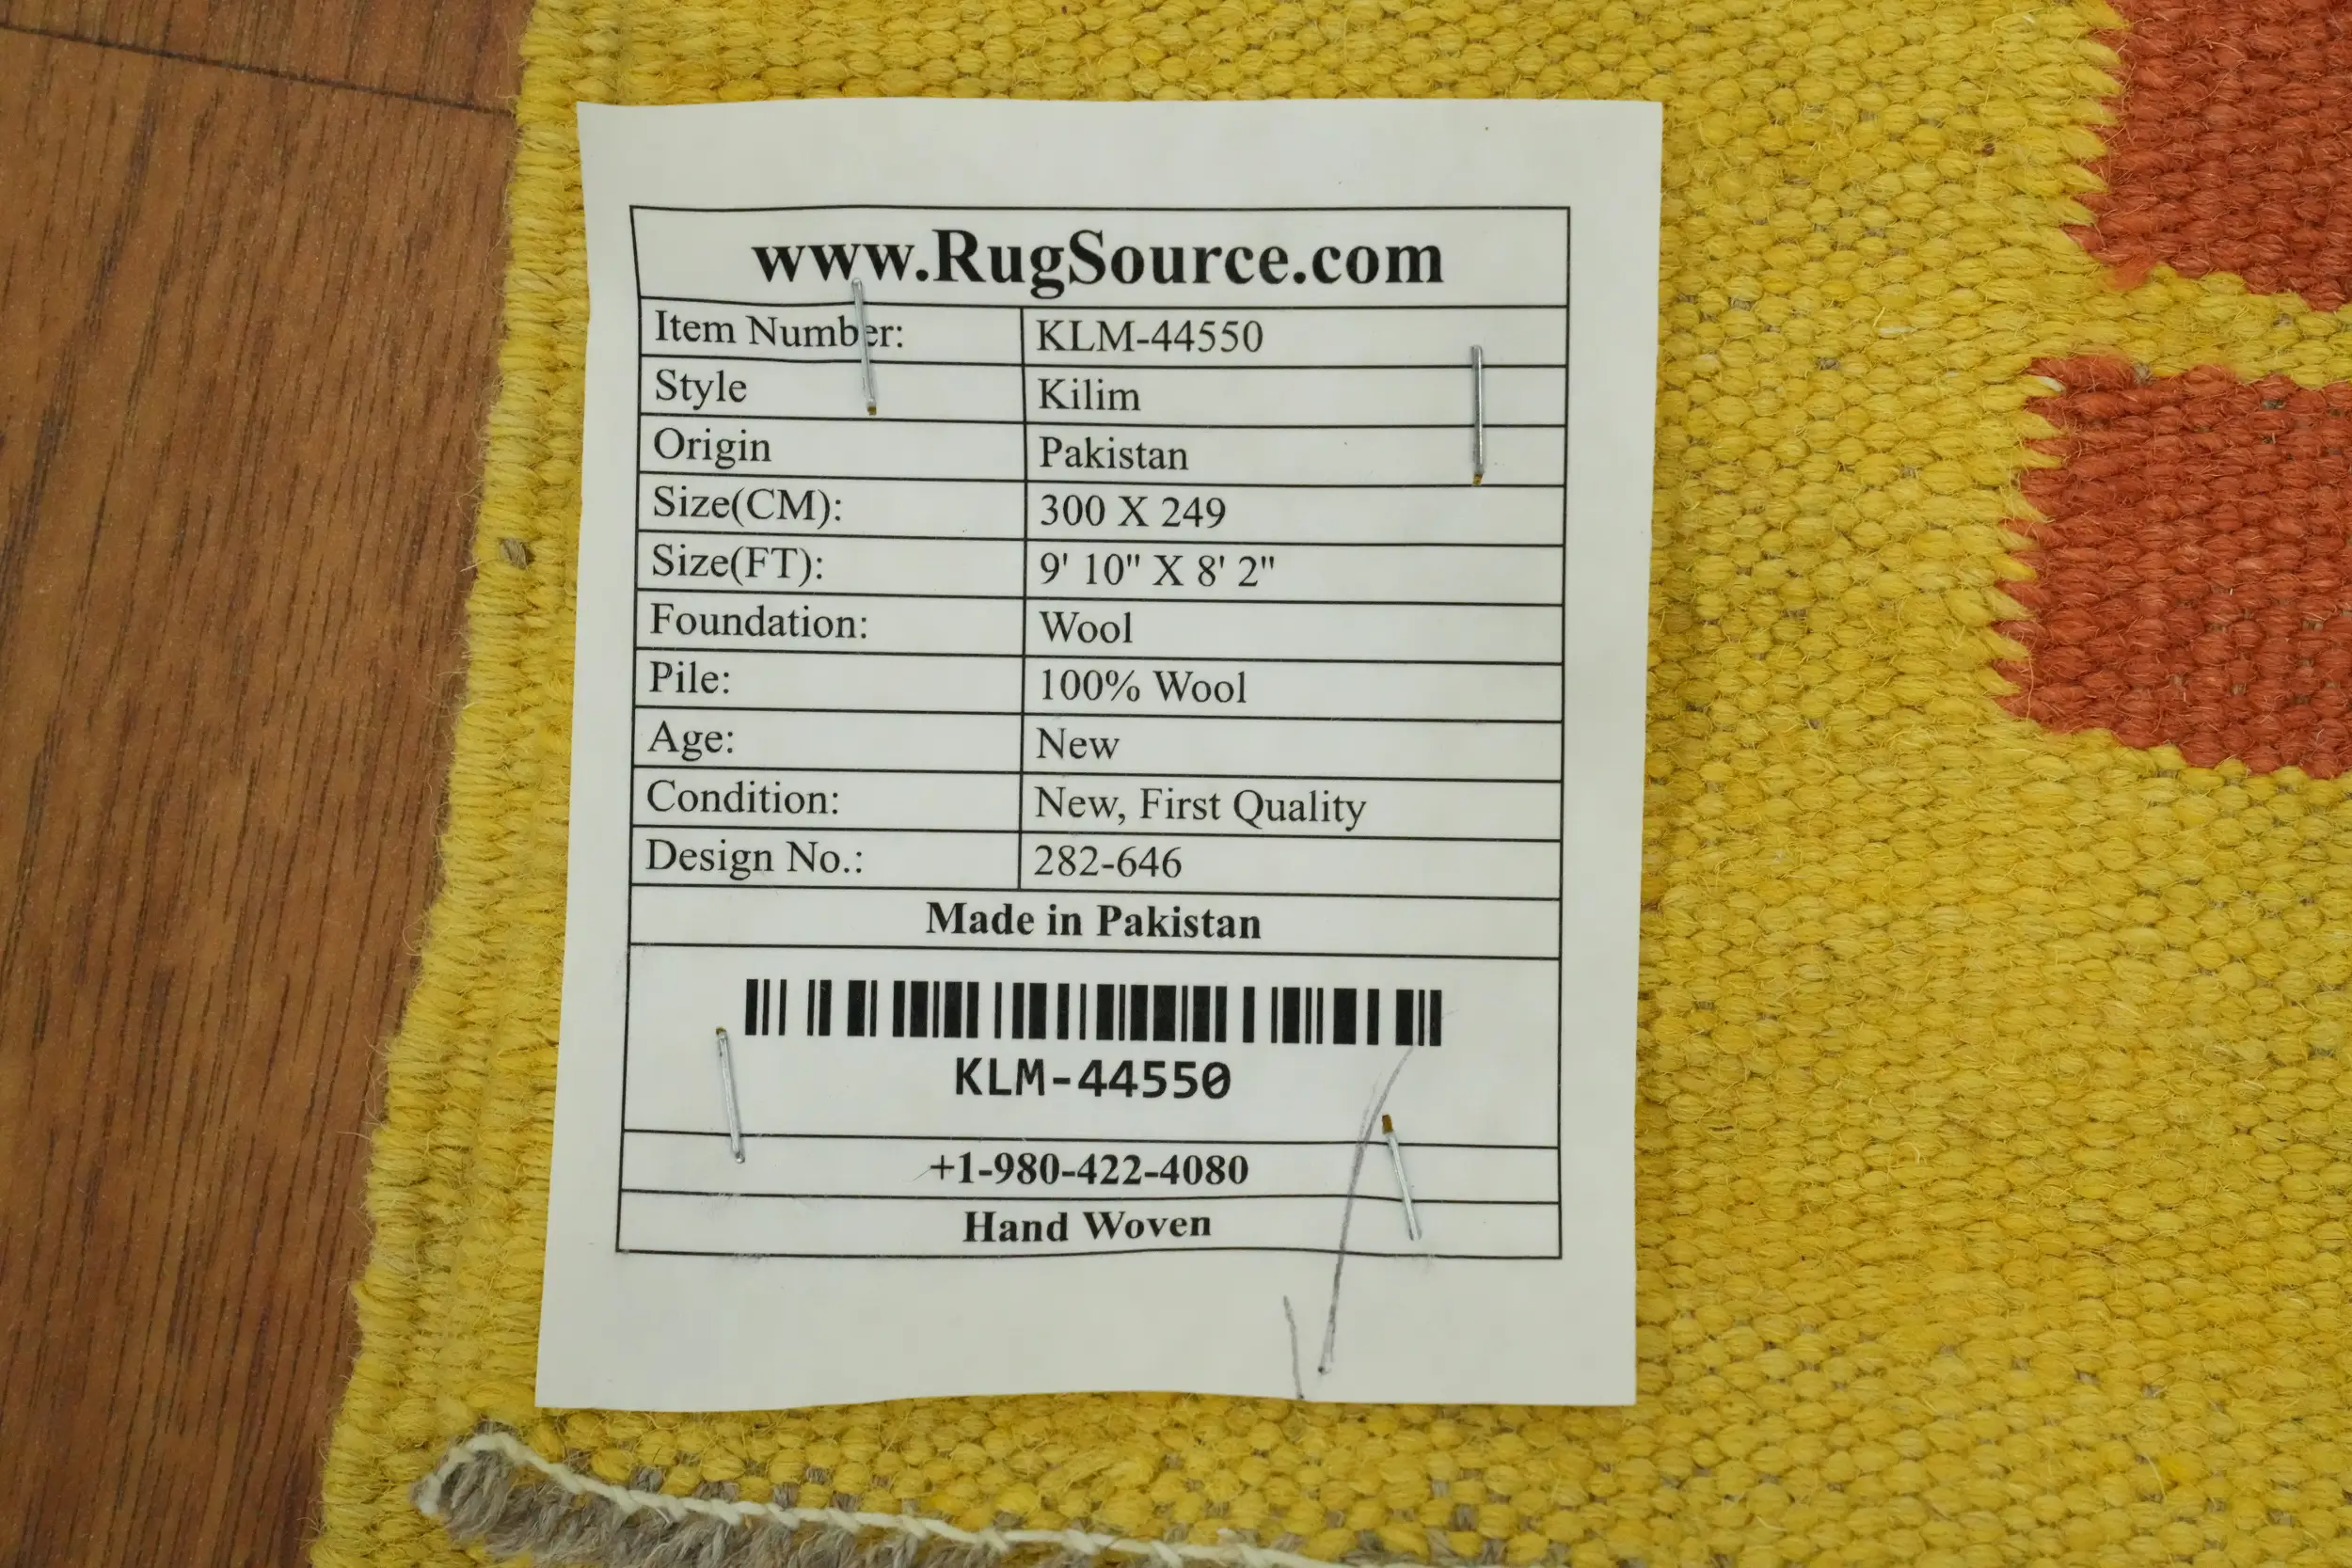 www.RugSource.com
Item Number: KLM-44550
Style Kilim
Origin Pakistan
Size(CM): 300 X 249
Size(FT): 9' 10" X 8' 2"
Foundation: Wool
Pile: 100% Wool
Age: New
Condition: New, First Quality
Design No.: 282-646
Made in Pakistan
KLM-44550
+1-980-422-4080
Hand Woven